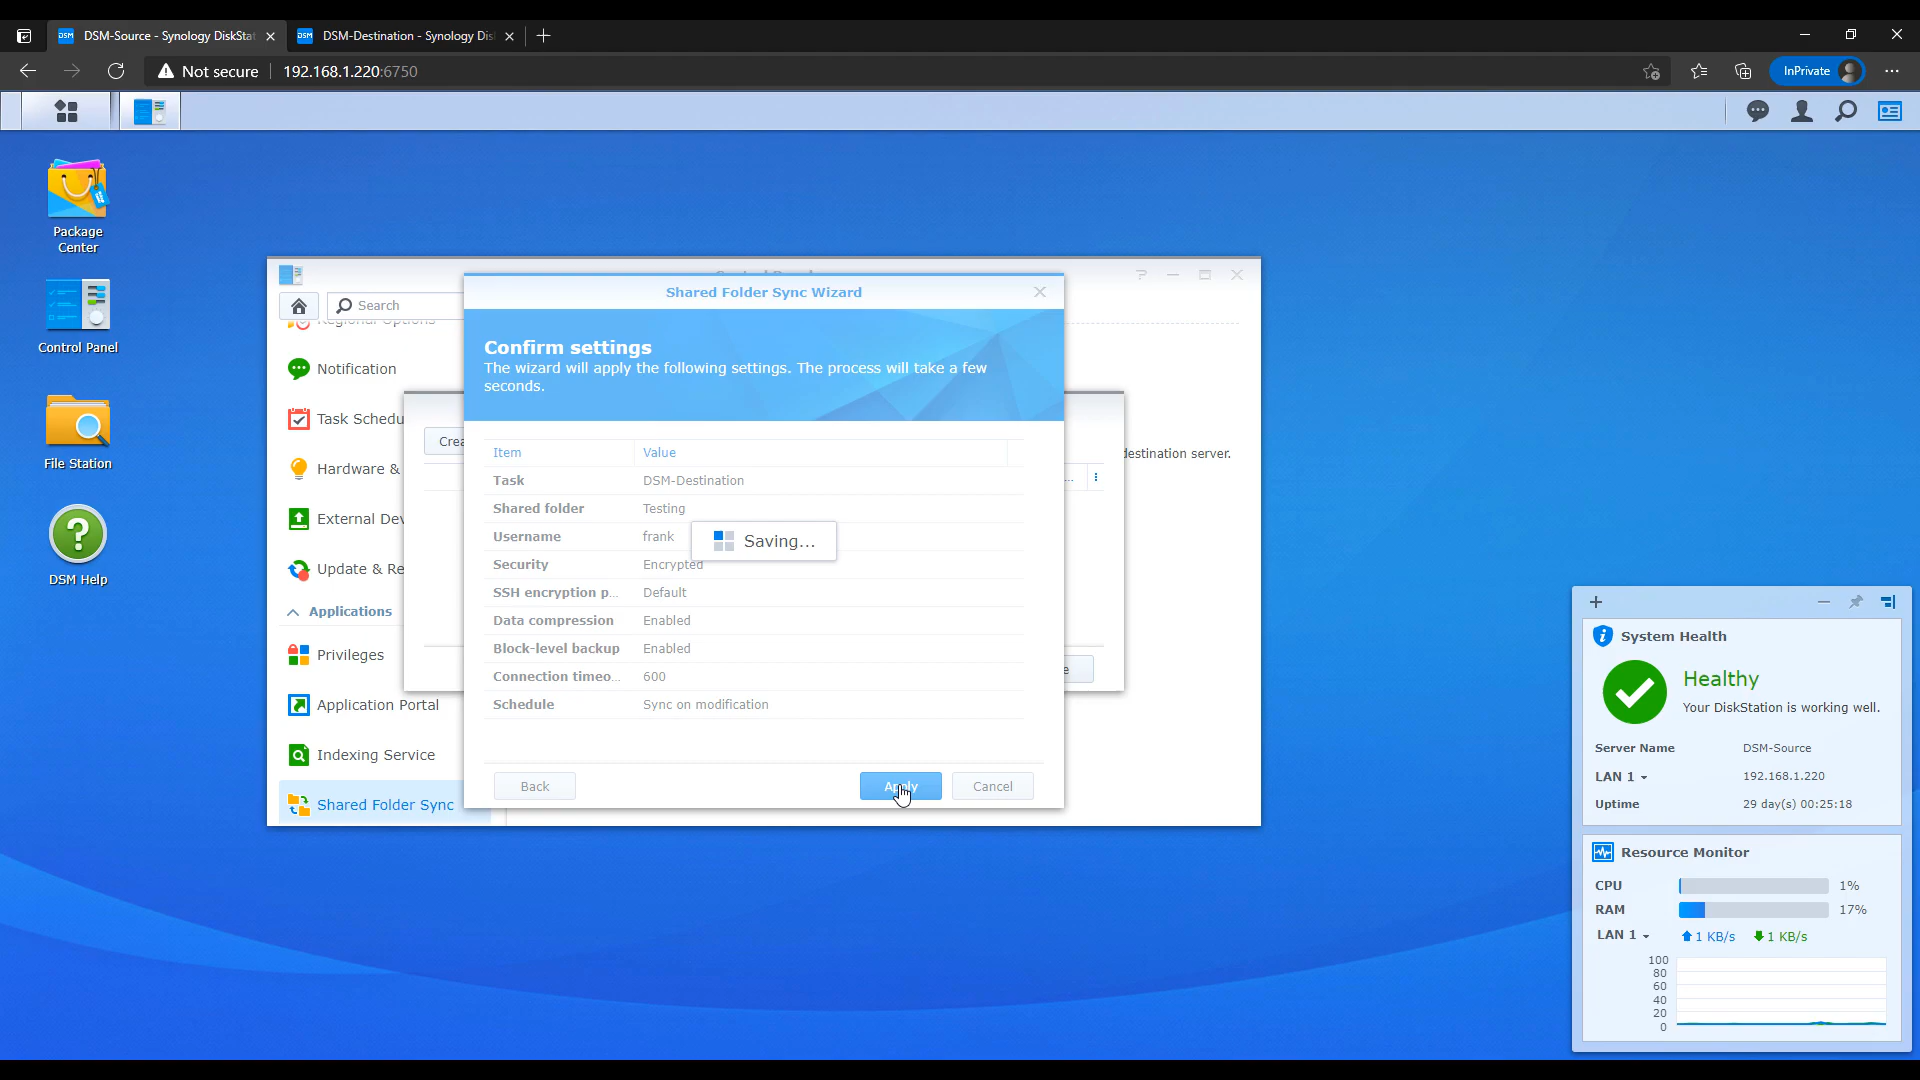 DSM-Source - Synology DiskSta
DSM-Destination - Synology Dis
Not secure
192.168.1.220:6750
InPrivate
Package
Center
Control Panel
File Station
DSM Help
Search
Regional Options
Notification
Task Schedu
Hardware &
External Dev
Update & Re
Applications
Privileges
Application Portal
Indexing Service
Shared Folder Sync
Crea
destination server.
...
e
Shared Folder Sync Wizard
Confirm settings
The wizard will apply the following settings. The process will take a few
seconds.
Item Value
Task DSM-Destination
Shared folder Testing
Username frank
Security Encrypted
SSH encryption p... Default
Data compression Enabled
Block-level backup Enabled
Connection timeo... 600
Schedule Sync on modification
Saving...
Back
Apply
Cancel
System Health
Healthy
Your DiskStation is working well.
Server Name DSM-Source
LAN 1 192.168.1.220
Uptime 29 day(s) 00:25:18
Resource Monitor
CPU 1%
RAM 17%
LAN 1 1 KB/s 1 KB/s
100
80
60
40
20
0